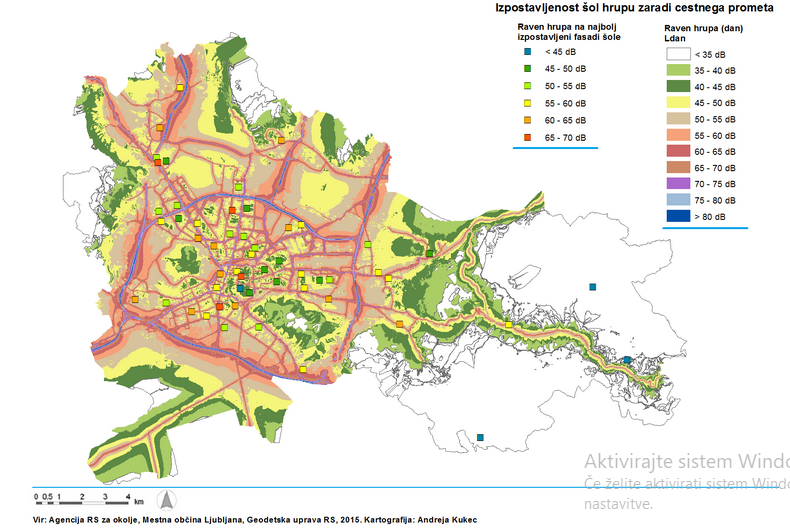 Izpostavljenost šol hrupu zaradi cestnega prometa
Raven hrupa na najbolj
izpostavljeni fasadi šole
< 45 dB
45 - 50 dB
50 - 55 dB
55 - 60 dB
60 - 65 dB
65 - 70 dB
Raven hrupa (dan)
Ldan
< 35 dB
35 - 40 dB
40 - 45 dB
45 - 50 dB
50 - 55 dB
55 - 60 dB
60 - 65 dB
65 - 70 dB
70 - 75 dB
75 - 80 dB
> 80 dB
Aktivirajte sistem Windo
Če želite aktivirati sistem Windo
nastavitve.
0 0,5 1 2 3 4 km
Vir: Agencija RS za okolje, Mestna občina Ljubljana, Geodetska uprava RS, 2015. Kartografija: Andreja Kukec